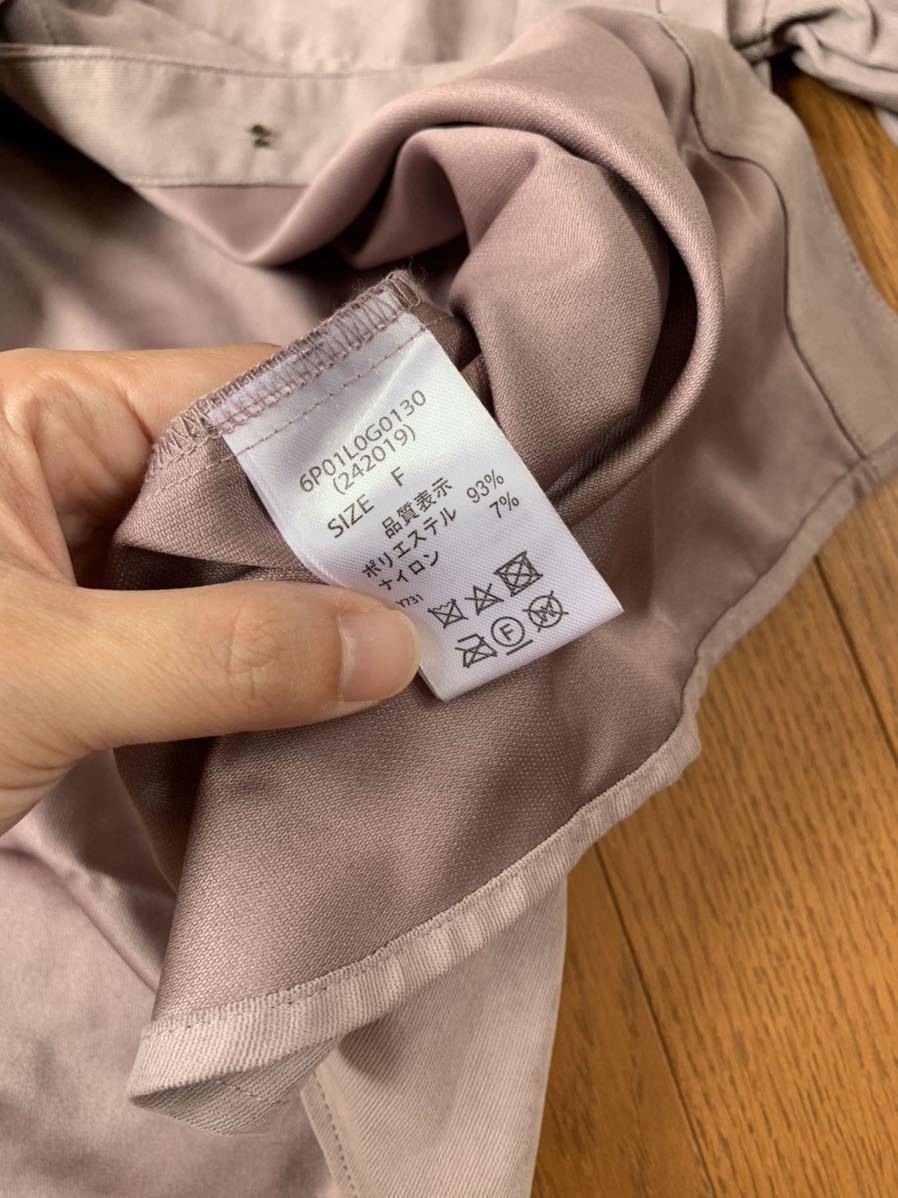 6P01L0G0130
(242019)
SIZE F
品質表示
ポリエステル 93%
ナイロン 7%
F